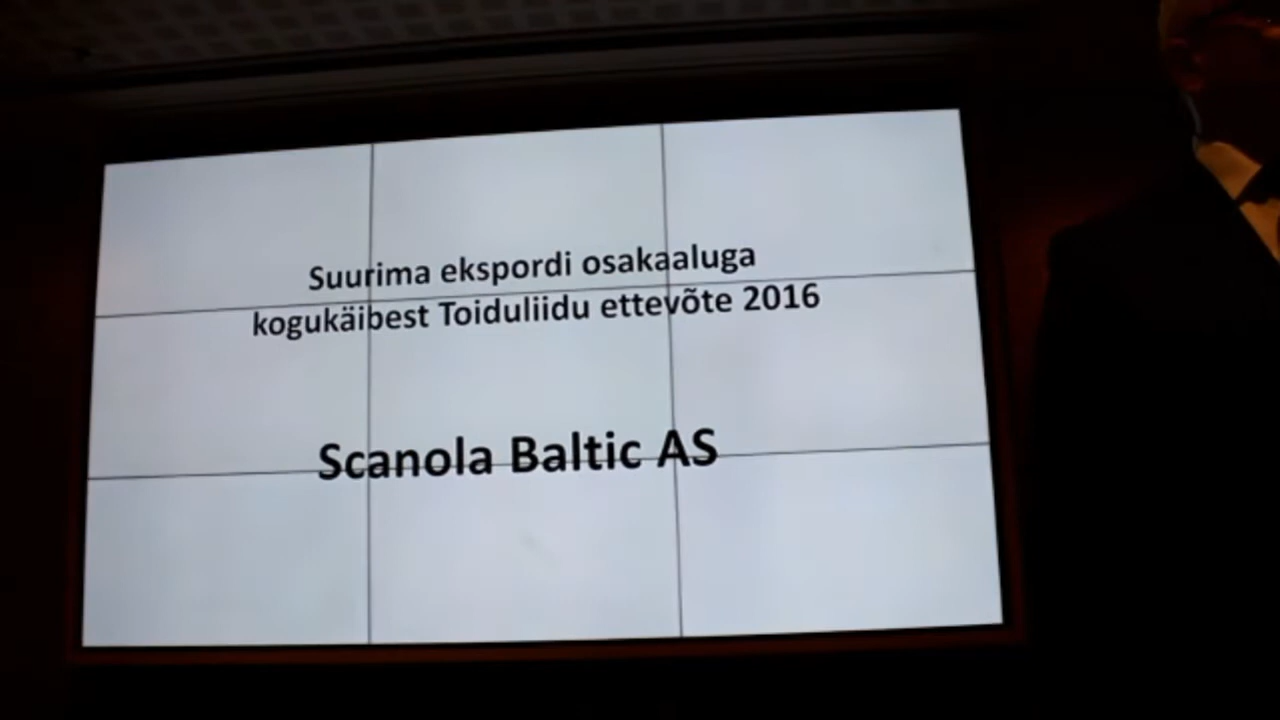 Suurima ekspordi osakaaluga
kogukäibest Toiduliidu ettevõte 2016
Scanola Baltic AS